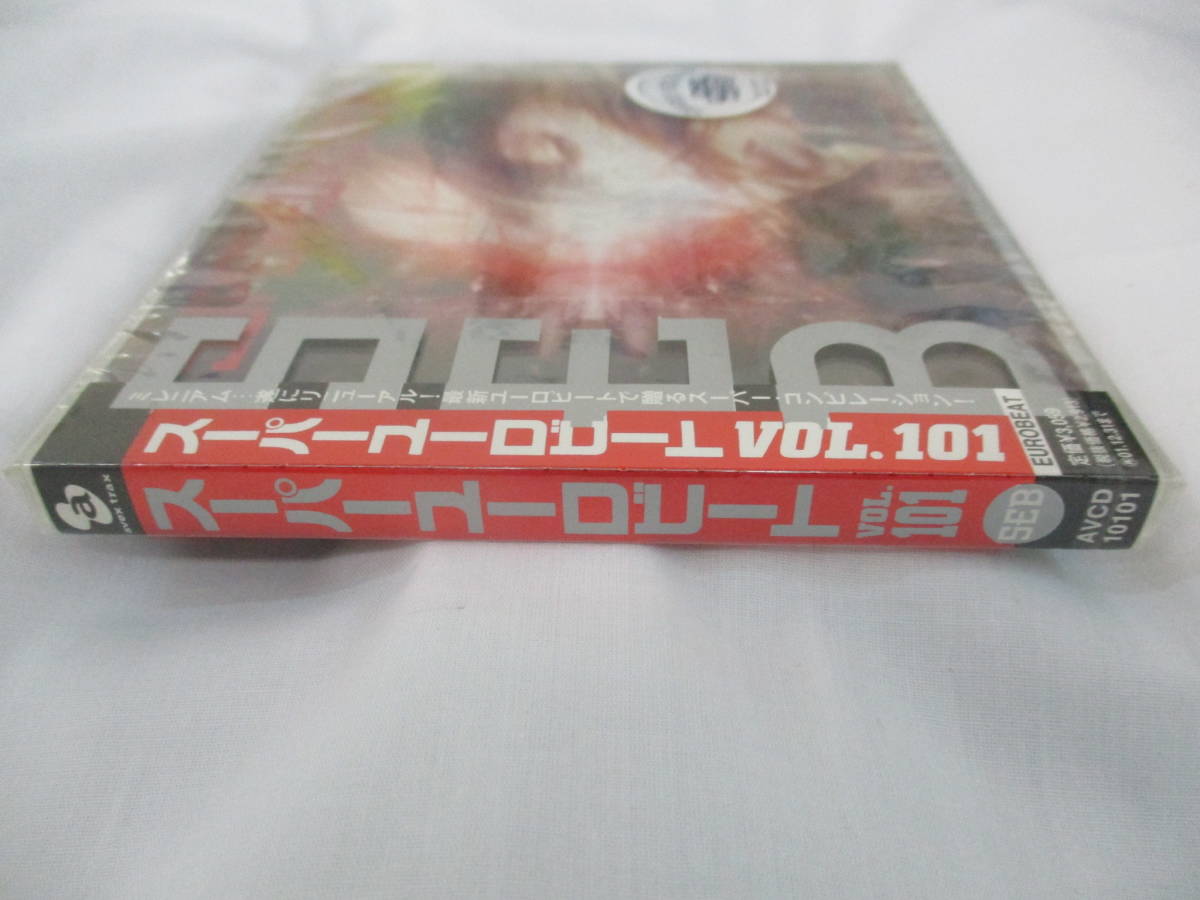 SEB
ミレニアム…遂にリニューアル!最新ユーロビートで贈るスーパー・コンピレーション!
スーパーユーロビート VOL.101
EUROBEAT
a
avex trax
スーパーユーロビート
VOL.
101
SEB
AVCD
10101